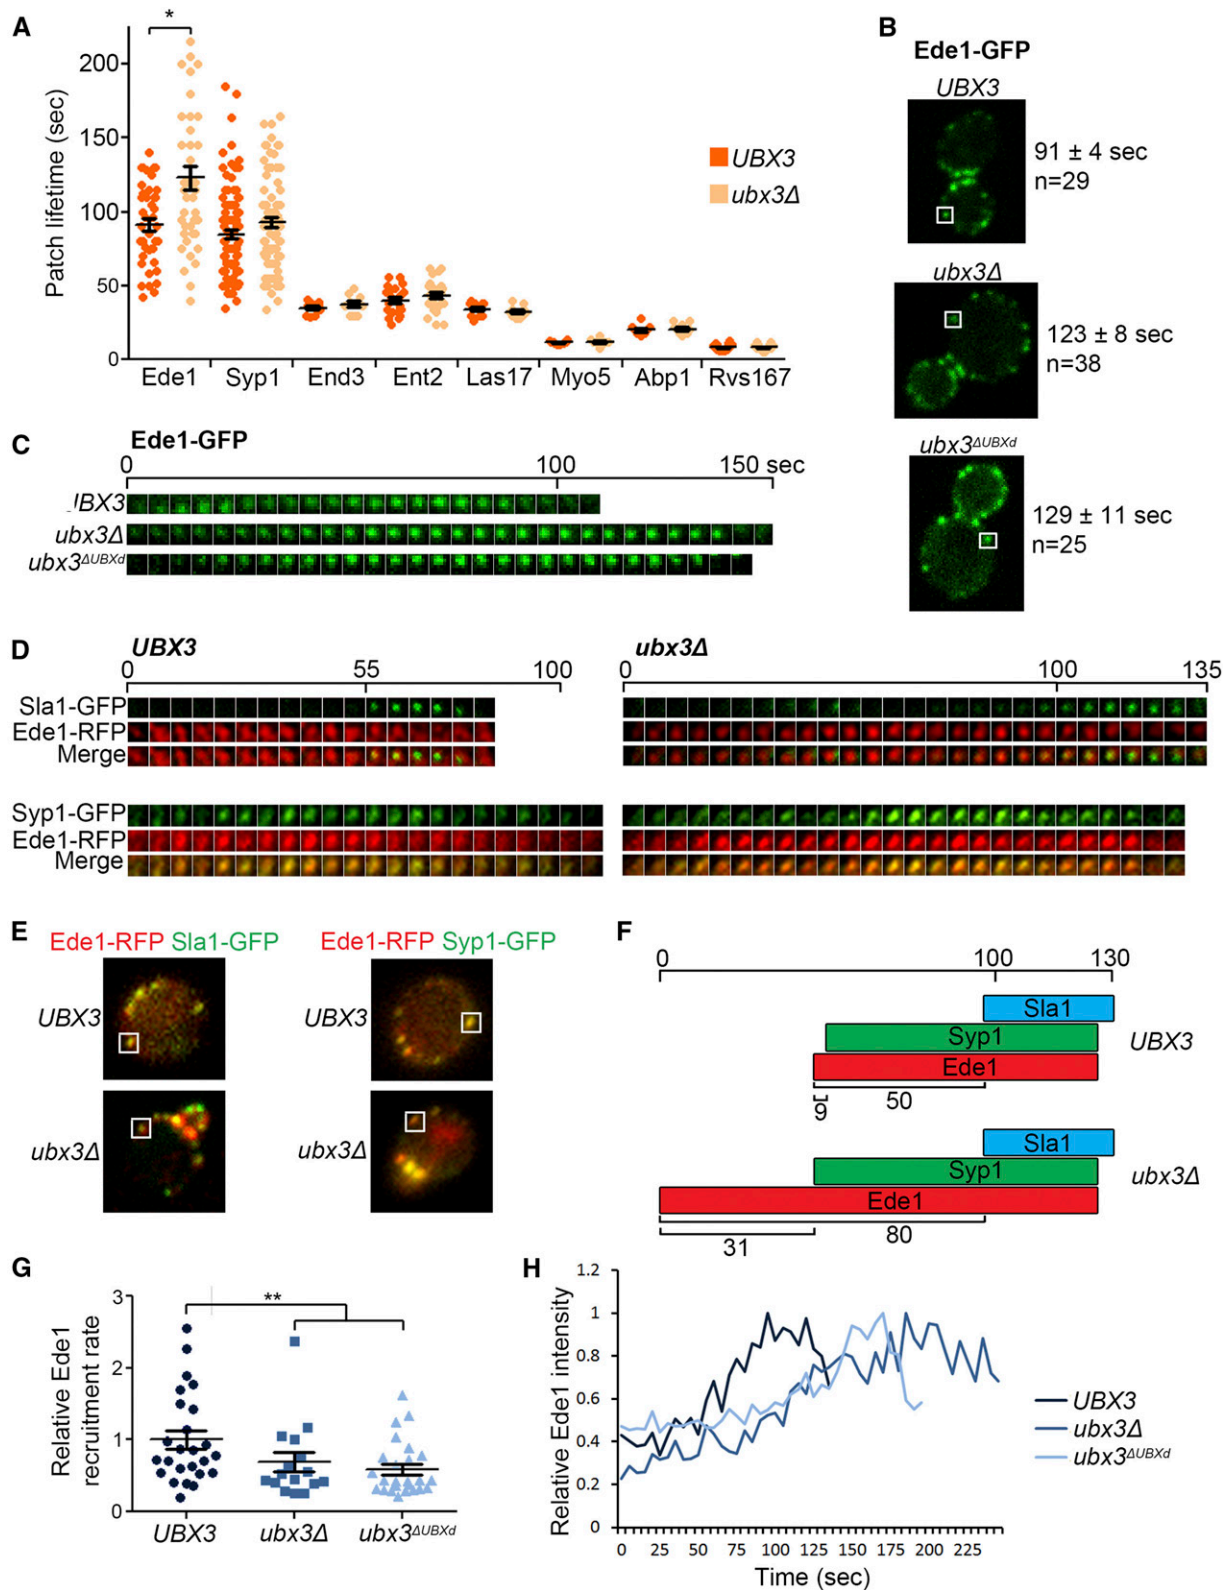 A
*
Patch lifetime (sec)
200
150
100
50
0
UBX3
ubx3Δ
Ede1 Syp1 End3 Ent2 Las17 Myo5 Abp1 Rvs167
B
Ede1-GFP
UBX3
91 ± 4 sec
n=29
ubx3Δ
123 ± 8 sec
n=38
ubx3ΔUBXd
129 ± 11 sec
n=25
C
Ede1-GFP
0 100 150 sec
IBX3
ubx3Δ
ubx3ΔUBXd
D
UBX3
0 55 100
Sla1-GFP
Ede1-RFP
Merge
Syp1-GFP
Ede1-RFP
Merge
ubx3Δ
0 100 135
E
Ede1-RFP Sla1-GFP
UBX3
ubx3Δ
Ede1-RFP Syp1-GFP
UBX3
ubx3Δ
F
0 100 130
Sla1
Syp1
Ede1
UBX3
9 50
Sla1
Syp1
Ede1
ubx3Δ
31 80
G
Relative Ede1
recruitment rate
3
2
1
0
**
UBX3 ubx3Δ ubx3ΔUBXd
H
Relative Ede1 intensity
1.2
1
0.8
0.6
0.4
0.2
0
0 25 50 75 100 125 150 175 200 225
Time (sec)
UBX3
ubx3Δ
ubx3ΔUBXd